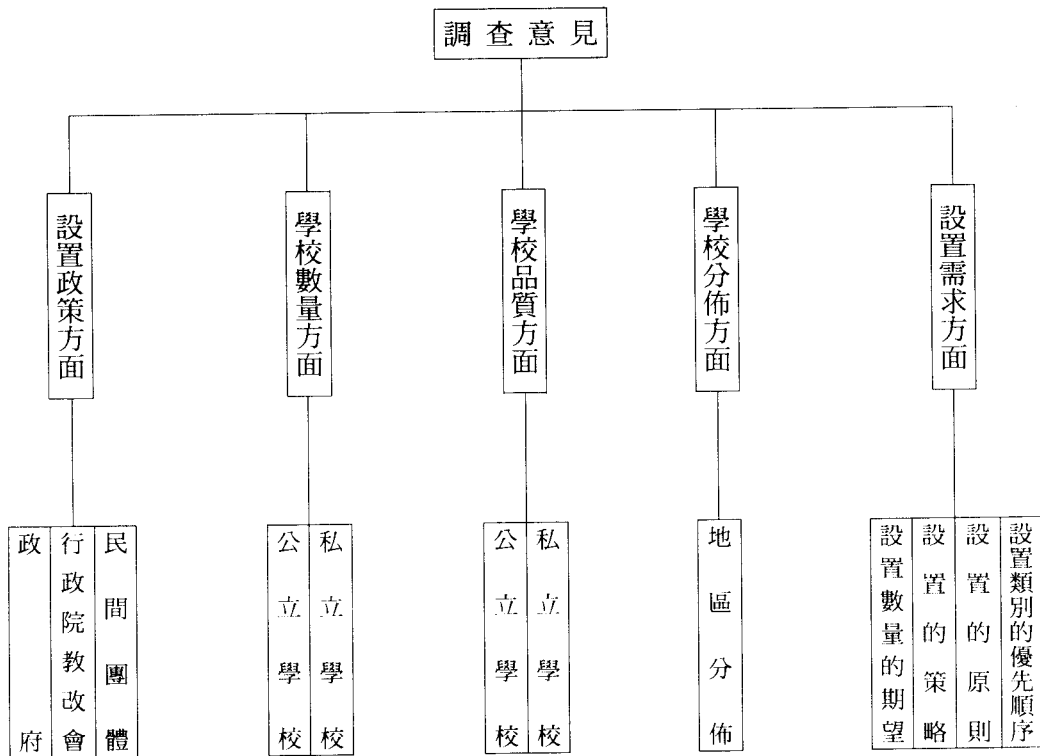 調查意見
設置政策方面
學校數量方面
學校品質方面
學校分佈方面
設置需求方面
政府
行政院教改會
民間團體
公立學校
私立學校
公立學校
私立學校
地區分佈
設置數量的期望
設置的策略
設置的原則
設置類別的優先順序